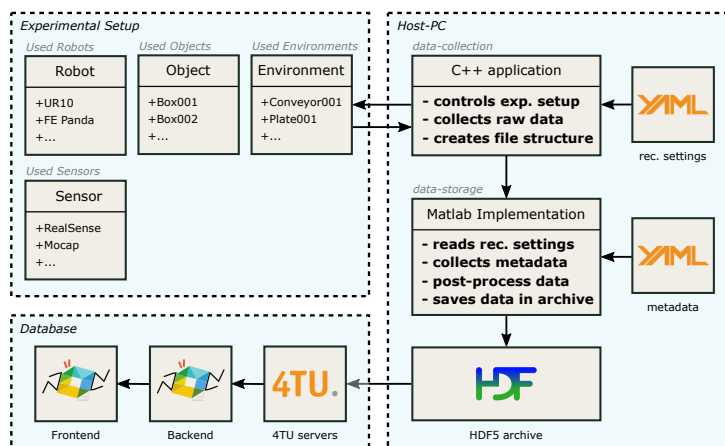 Experimental Setup
Used Robots
Robot
+UR10
+FE Panda
+...
Used Objects
Object
+Box001
+Box002
+...
Used Environments
Environment
+Conveyor001
+Plate001
+...
Used Sensors
Sensor
+RealSense
+Mocap
+...
Host-PC
data-collection
C++ application
- controls exp. setup
- collects raw data
- creates file structure
YAML
rec. settings
data-storage
Matlab Implementation
- reads rec. settings
- collects metadata
- post-process data
- saves data in archive
YAML
metadata
HDF
HDF5 archive
Database
Frontend
Backend
4TU.
4TU servers